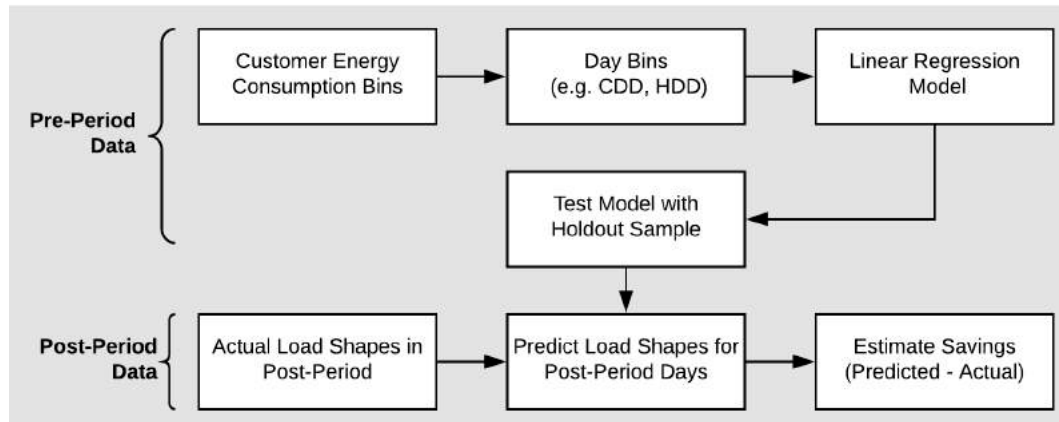 Customer Energy
Consumption Bins
Day Bins
(e.g. CDD, HDD)
Linear Regression
Model
Pre-Period
Data
Test Model with
Holdout Sample
Post-Period
Data
Actual Load Shapes in
Post-Period
Predict Load Shapes for
Post-Period Days
Estimate Savings
(Predicted - Actual)